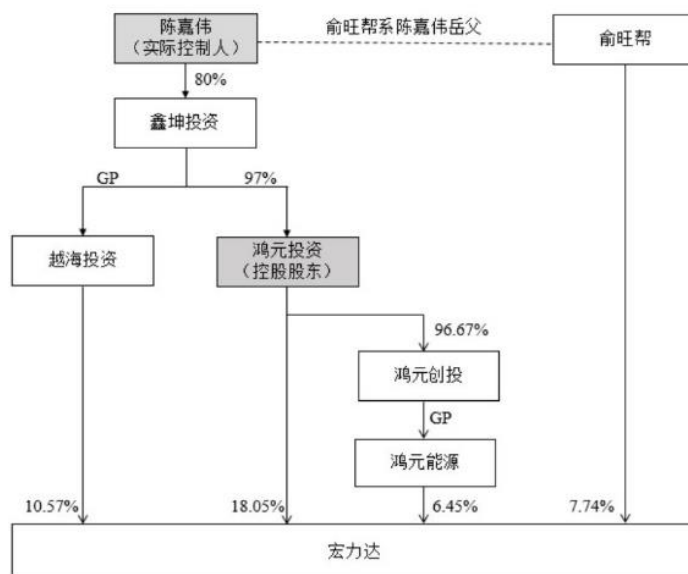 陈嘉伟
（实际控制人）
俞旺帮系陈嘉伟岳父
俞旺帮
80%
鑫坤投资
GP
97%
越海投资
鸿元投资
（控股股东）
96.67%
鸿元创投
GP
鸿元能源
10.57%
18.05%
6.45%
7.74%
宏力达